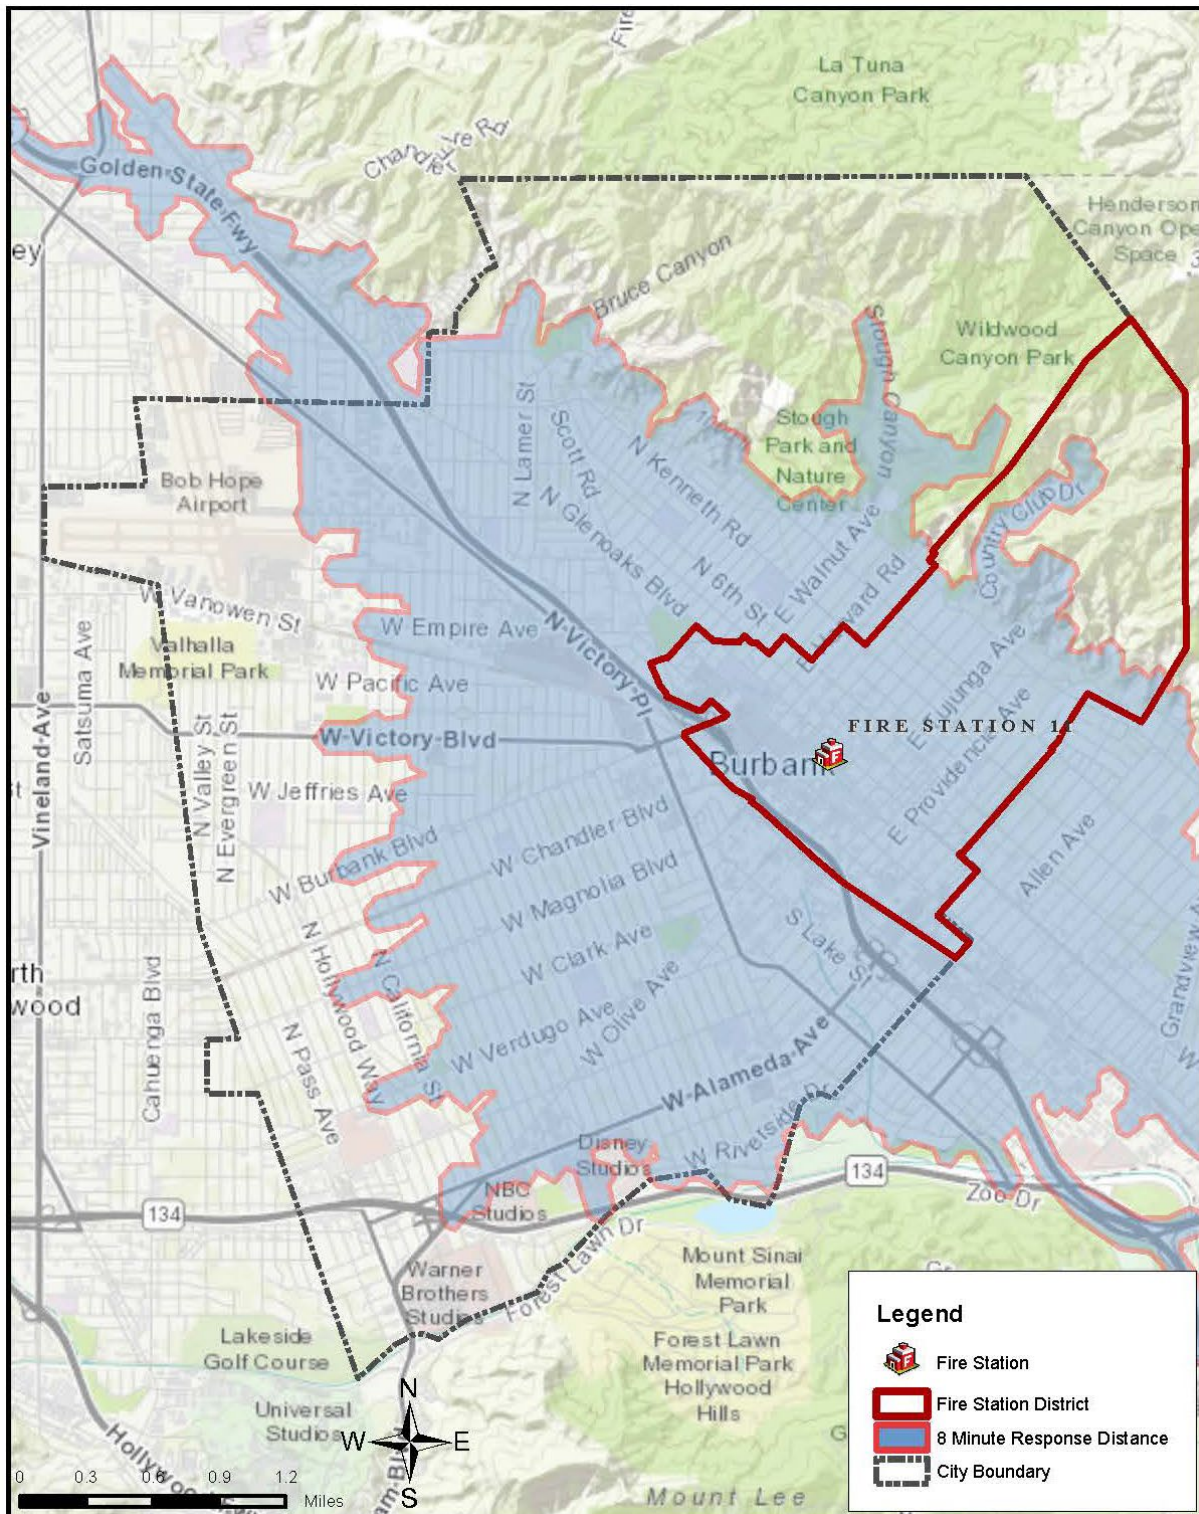 La Tuna
Canyon Park
Golden State Fwy
Henderson
Canyon Ope
Space
ey
Bruce Canyon
Wildwood
Canyon Park
Stough Canyon
Bob Hope
Airport
N Lamer St
Scott Rd
N Kenneth Rd
Stough
Park and
Nature
Center
N Glenoaks Blvd
N 6th St
E Walnut Ave
Country Club Dr
W Vanowen St
W Empire Ave
N Victory Pl
Valhalla
Memorial Park
W Pacific Ave
Satsuma Ave
N Valley St
N Evergreen St
W Victory Blvd
E Tujunga Ave
FIRE STATION 11
Burbank
Vineland Ave
W Jeffries Ave
E Providencia Ave
W Burbank Blvd
W Chandler Blvd
Allen Ave
W Magnolia Blvd
W Clark Ave
S Lake St
rth
wood
Cahuenga Blvd
N Hollywood Way
N California St
N Pass Ave
W Verdugo Ave
W Olive Ave
W Alameda Ave
W Riverside Dr
Disney
Studios
NBC
Studios
134
134
Zoo Dr
Forest Lawn Dr
Warner
Brothers
Studios
Mount Sinai
Memorial
Park
Lakeside
Golf Course
Forest Lawn
Memorial Park
Hollywood
Hills
Universal
Studios
N
W
E
S
Mount Lee
0 0.3 0.6 0.9 1.2
Miles
Legend
Fire Station
Fire Station District
8 Minute Response Distance
City Boundary